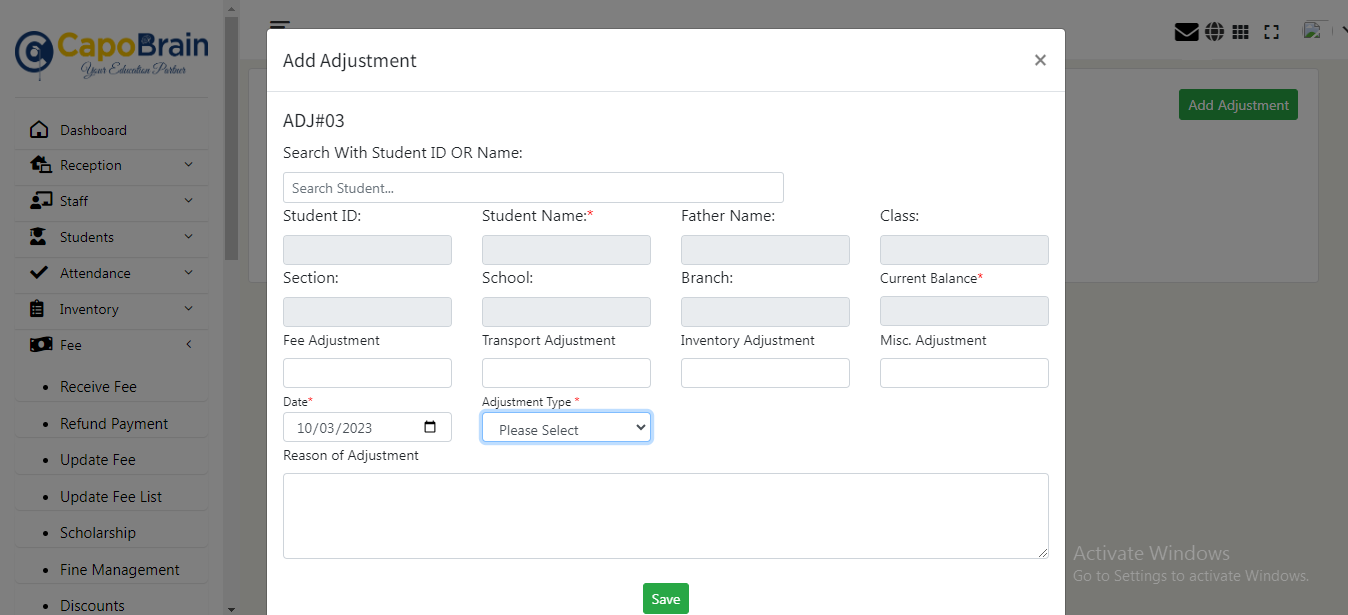 CapoBrain
Your Education Partner
Dashboard
Reception
Staff
Students
Attendance
Inventory
Fee
Receive Fee
Refund Payment
Update Fee
Update Fee List
Scholarship
Fine Management
Discounts
Add Adjustment
Add Adjustment ×
ADJ#03
Search With Student ID OR Name:
Search Student...
Student ID: Student Name:* Father Name: Class:
Section: School: Branch: Current Balance*
Fee Adjustment Transport Adjustment Inventory Adjustment Misc. Adjustment
Date* Adjustment Type *
10/03/2023 Please Select
Reason of Adjustment
Save
Activate Windows
Go to Settings to activate Windows.